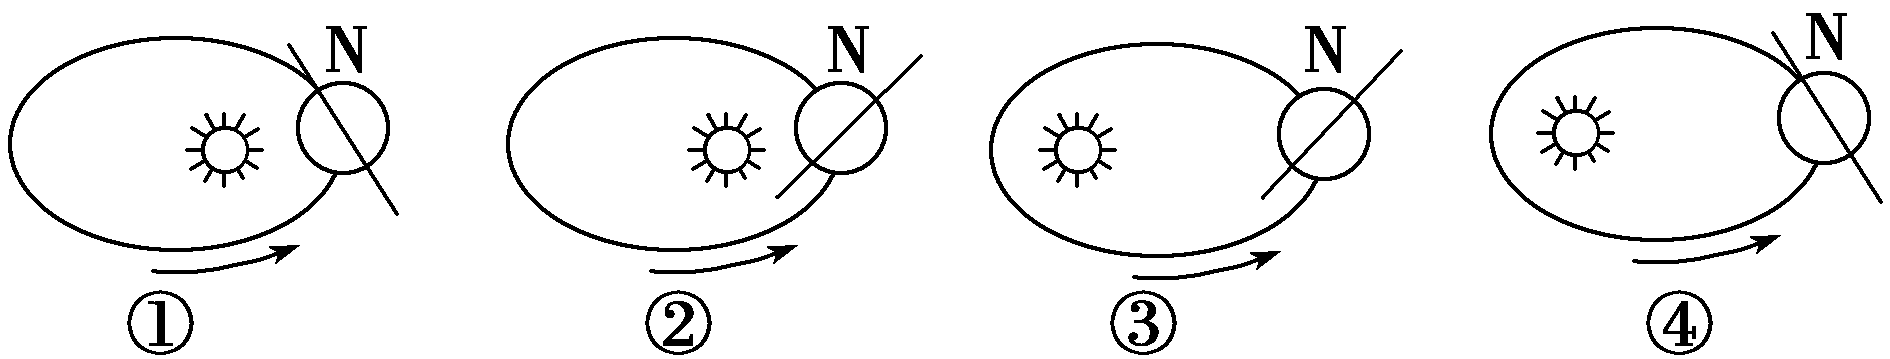 N N N N
① ② ③ ④